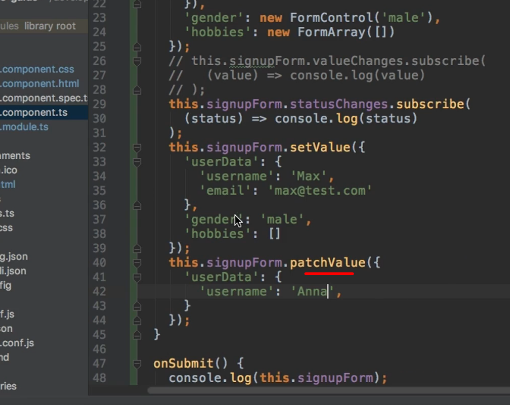 ules library root
.component.css
.component.html
.component.spec.t
.component.ts
.module.ts
nments
.ico
html
s.ts
css
g.json
li.json
fig
f.js
son
.conf.js
md
ries
22 }),
23 'gender': new FormControl('male'),
24 'hobbies': new FormArray([])
25 });
26 // this.signupForm.valueChanges.subscribe(
27 // (value) => console.log(value)
28 // );
29 this.signupForm.statusChanges.subscribe(
30 (status) => console.log(status)
31 );
32 this.signupForm.setValue({
33 'userData': {
34 'username': 'Max',
35 'email': 'max@test.com'
36 },
37 'gender': 'male',
38 'hobbies': []
39 });
40 this.signupForm.patchValue({
41 'userData': {
42 'username': 'Anna',
43 }
44 });
45 }
46
47 onSubmit() {
48 console.log(this.signupForm);